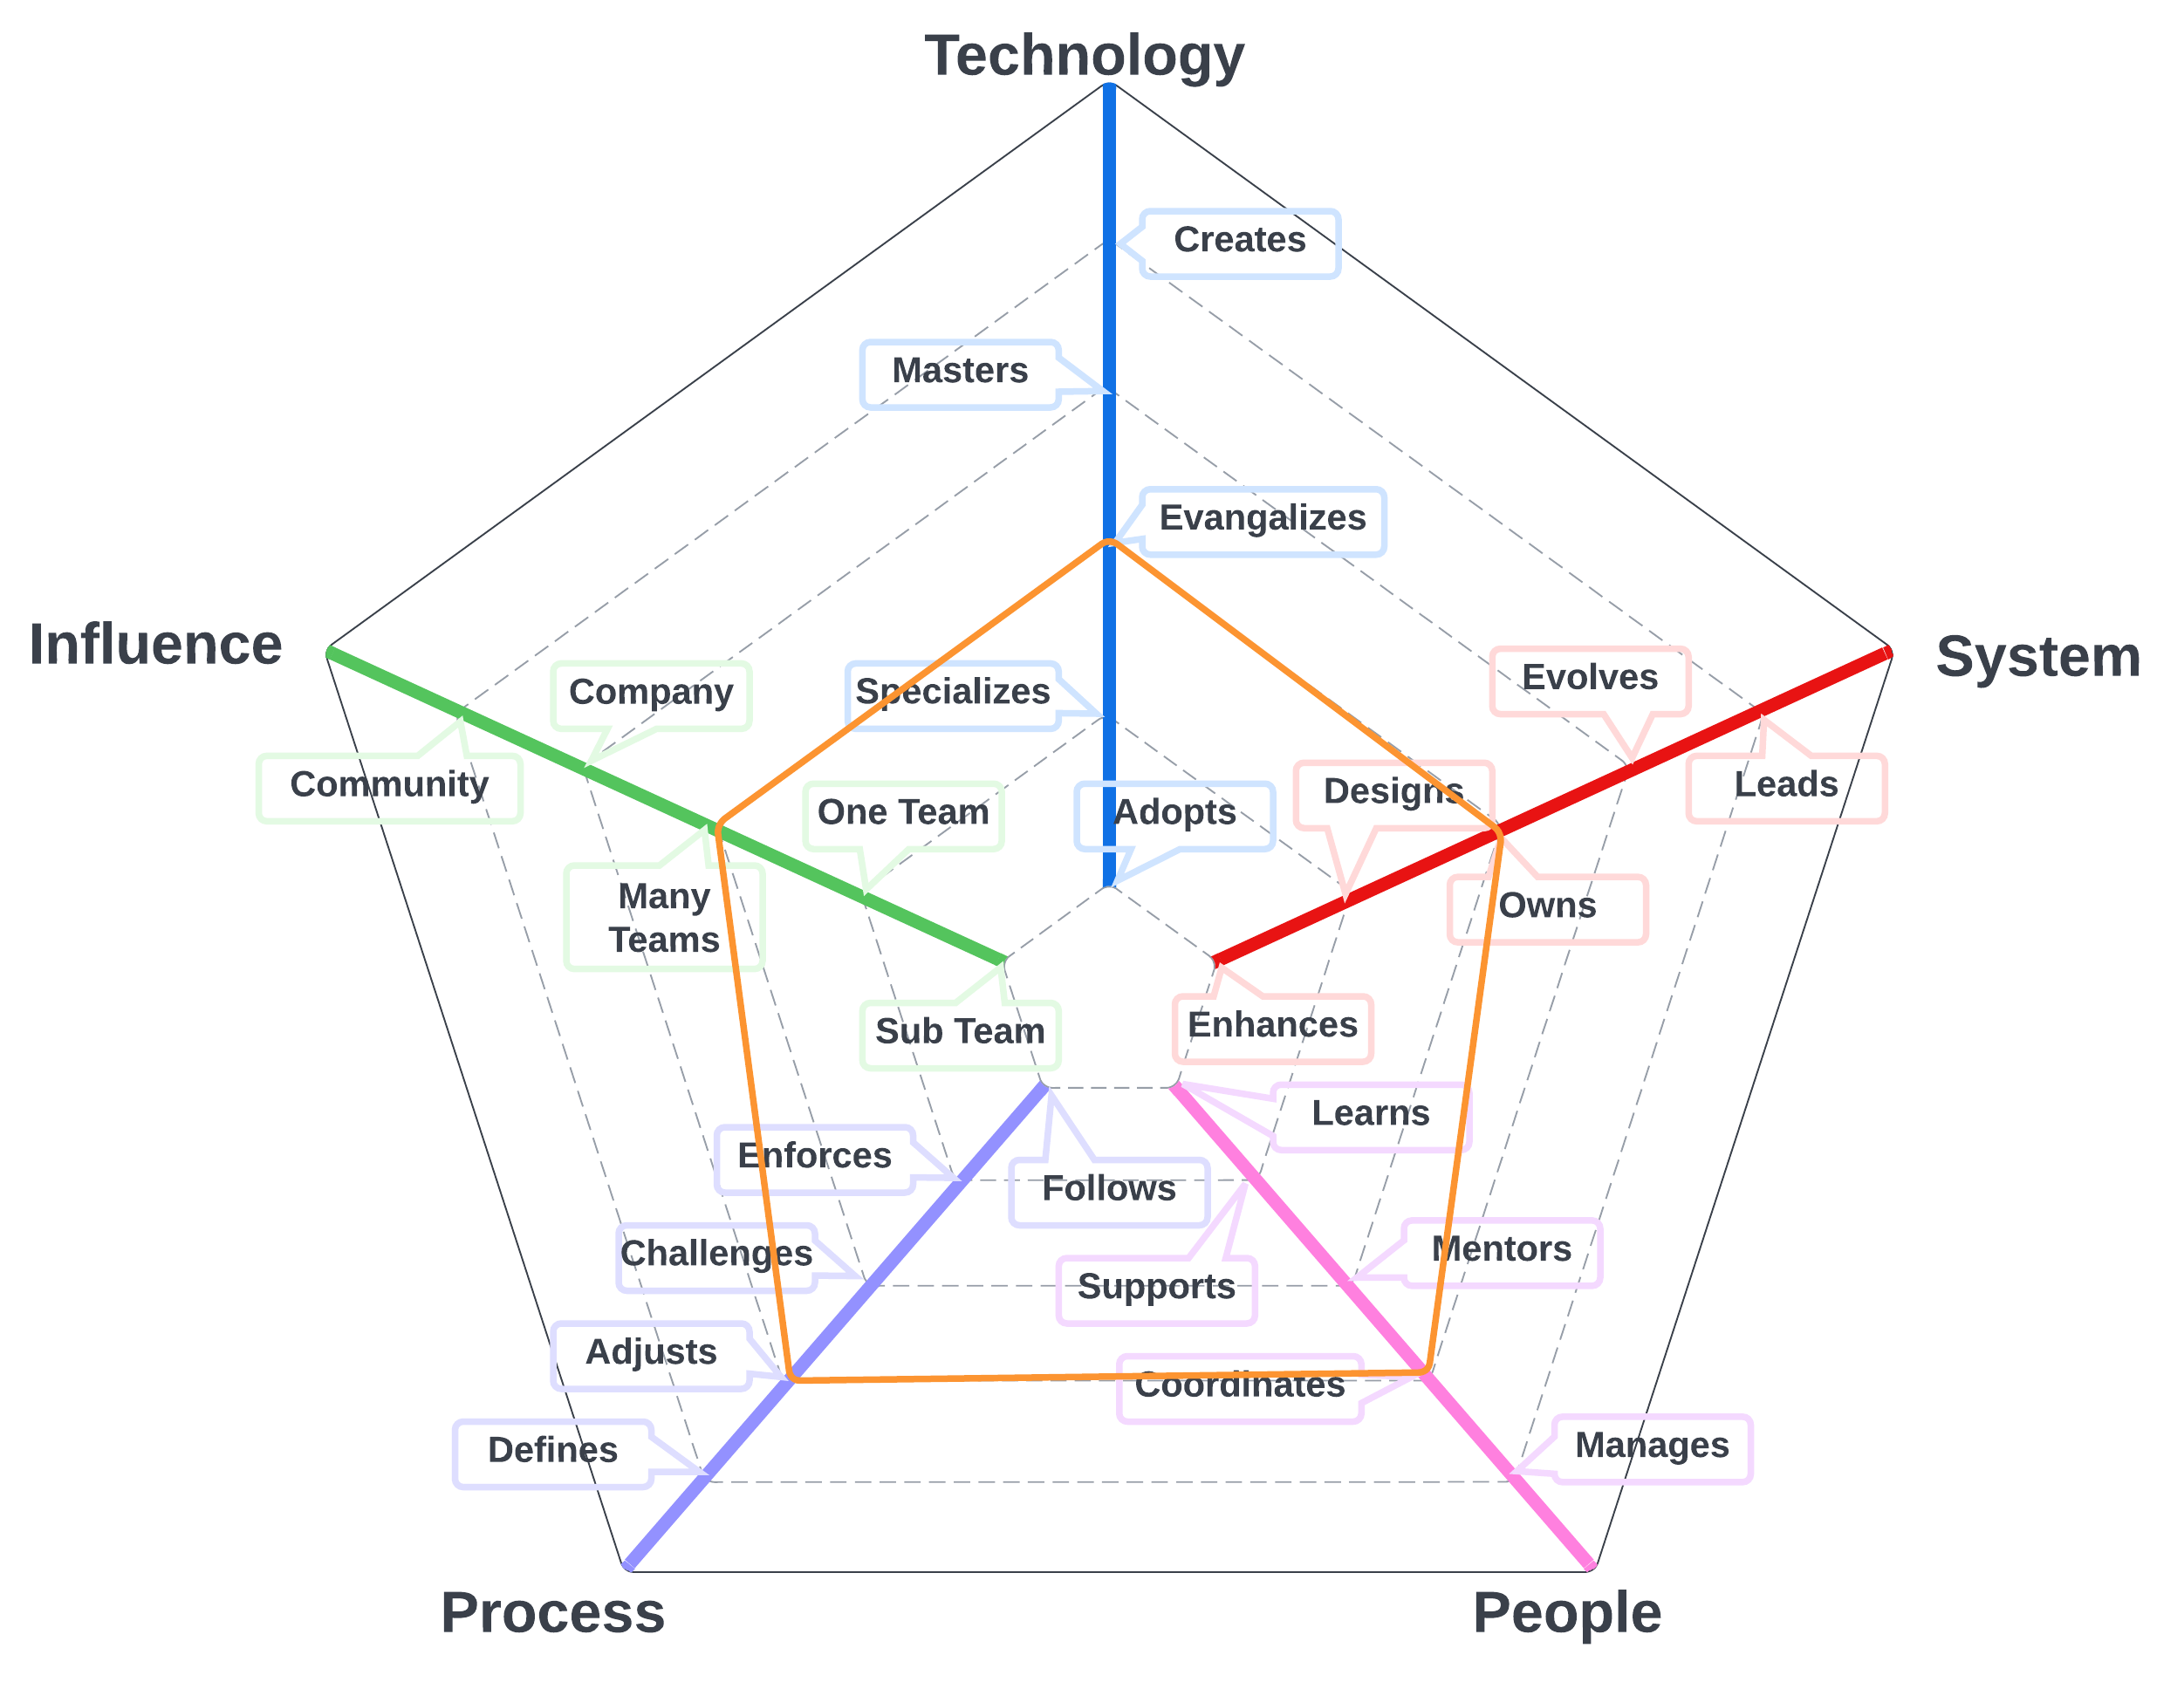 Technology
Creates
Masters
Evangalizes
Influence
System
Company
Specializes
Evolves
Community
One Team
Adopts
Designs
Leads
Many
Teams
Owns
Sub Team
Enhances
Learns
Enforces
Follows
Challenges
Supports
Mentors
Adjusts
Coordinates
Defines
Manages
Process
People